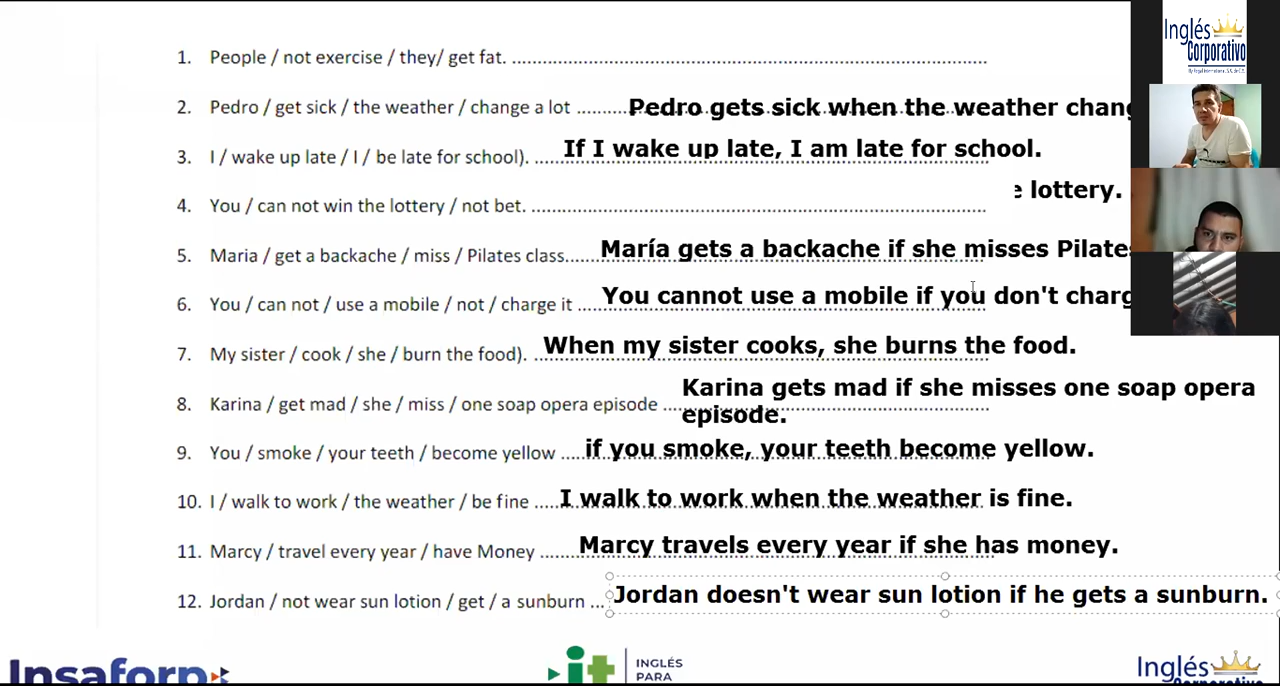 Inglés
Corporativo
1. People / not exercise / they/ get fat. ...............................................................................................
2. Pedro / get sick / the weather / change a lot .......... Pedro gets sick when the weather
3. I / wake up late / I / be late for school). ..... If I wake up late, I am late for school.
lottery.
4. You / can not win the lottery / not bet. ...........................................................................................
5. Maria / get a backache / miss / Pilates class...... María gets a backache if she misses
6. You / can not / use a mobile / not / charge it ..... You cannot use a mobile if you don't
7. My sister / cook / she / burn the food). .. When my sister cooks, she burns the food.
8. Karina / get mad / she / miss / one soap opera episode ... Karina gets mad if she misses one soap opera
episode.
9. You / smoke / your teeth / become yellow .... if you smoke, your teeth become yellow.
10. I / walk to work / the weather / be fine ..... I walk to work when the weather is fine.
11. Marcy / travel every year / have Money ....... Marcy travels every year if she has money.
12. Jordan / not wear sun lotion / get / a sunburn ... Jordan doesn't wear sun lotion if he gets a sunburn.
Insaforp
it
INGLÉS
PARA
Inglés